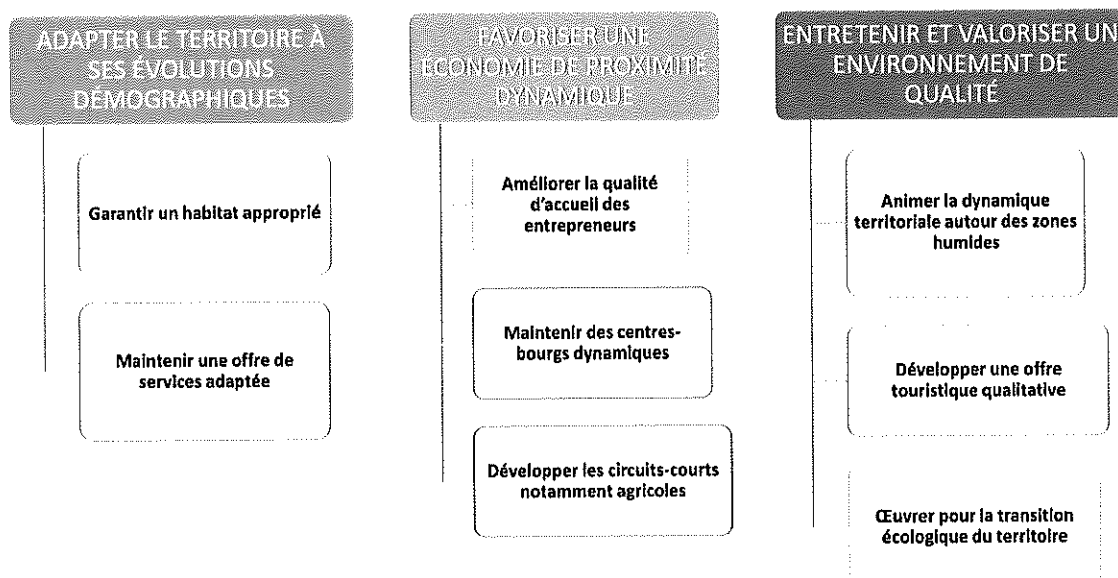 ADAPTER LE TERRITOIRE À
SES ÉVOLUTIONS
DÉMOGRAPHIQUES
Garantir un habitat approprié
Maintenir une offre de
services adaptée
FAVORISER UNE
ÉCONOMIE DE PROXIMITÉ
DYNAMIQUE
Améliorer la qualité
d'accueil des
entrepreneurs
Maintenir des centres-
bourgs dynamiques
Développer les circuits-courts
notamment agricoles
ENTRETENIR ET VALORISER UN
ENVIRONNEMENT DE
QUALITÉ
Animer la dynamique
territoriale autour des zones
humides
Développer une offre
touristique qualitative
Œuvrer pour la transition
écologique du territoire